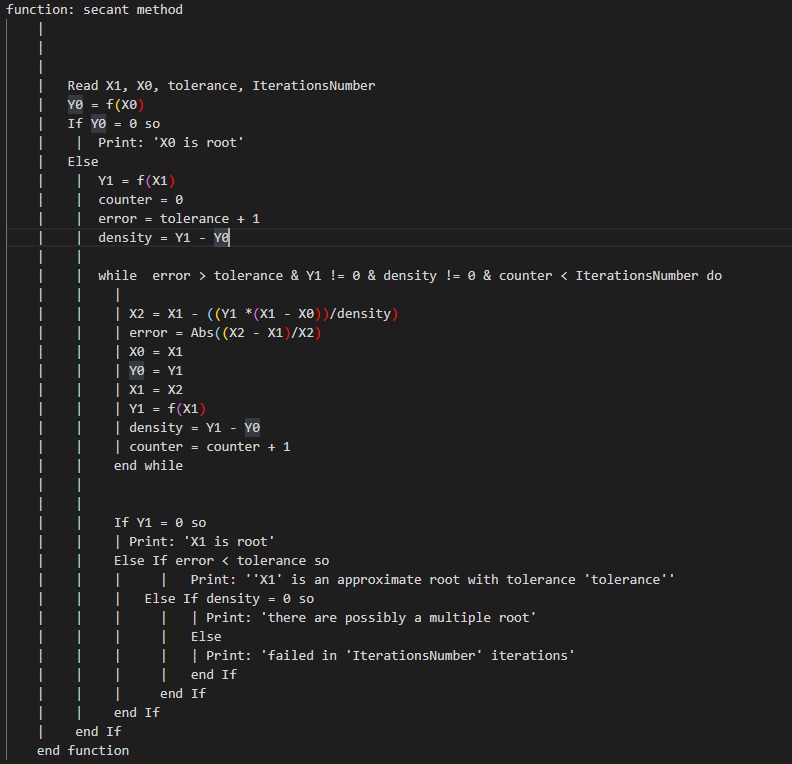 function: secant method
|
|
|
| Read X1, X0, tolerance, IterationsNumber
| Y0 = f(X0)
| If Y0 = 0 so
| | Print: 'X0 is root'
| Else
| | Y1 = f(X1)
| | counter = 0
| | error = tolerance + 1
| | density = Y1 - Y0
| |
| | while  error > tolerance & Y1 != 0 & density != 0 & counter < IterationsNumber do
| | |
| | | X2 = X1 - ((Y1 *(X1 - X0))/density)
| | | error = Abs((X2 - X1)/X2)
| | | X0 = X1
| | | Y0 = Y1
| | | X1 = X2
| | | Y1 = f(X1)
| | | density = Y1 - Y0
| | | counter = counter + 1
| | end while
| |
| |
| | If Y1 = 0 so
| | | Print: 'X1 is root'
| | Else If error < tolerance so
| | | | Print: ''X1' is an approximate root with tolerance 'tolerance''
| | | Else If density = 0 so
| | | | | Print: 'there are possibly a multiple root'
| | | | Else
| | | | | Print: 'failed in 'IterationsNumber' iterations'
| | | | end If
| | | end If
| | end If
| end If
end function